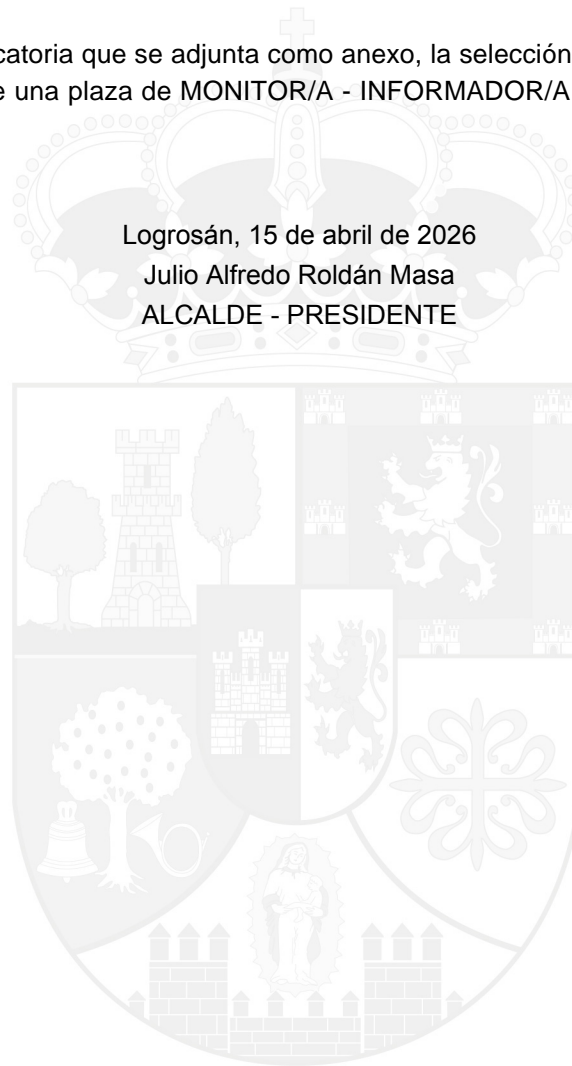 catoria que se adjunta como anexo, la selección
e una plaza de MONITOR/A - INFORMADOR/A
Logrosán, 15 de abril de 2026
Julio Alfredo Roldán Masa
ALCALDE - PRESIDENTE